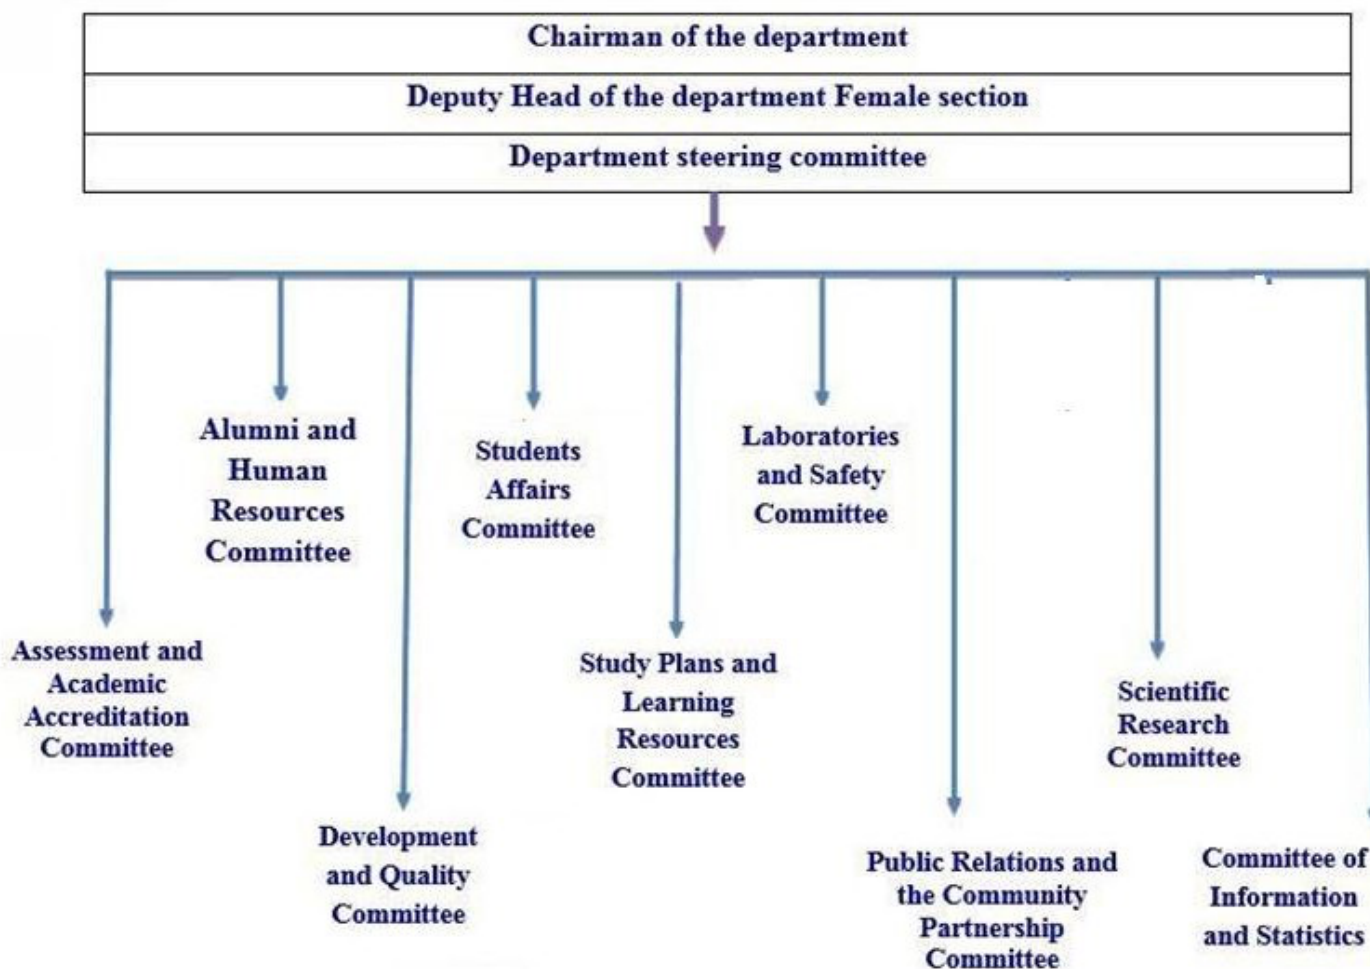 Chairman of the department
Deputy Head of the department Female section
Department steering committee
Alumni and
Human
Resources
Committee
Students
Affairs
Committee
Laboratories
and Safety
Committee
Assessment and
Academic
Accreditation
Committee
Study Plans and
Learning
Resources
Committee
Scientific
Research
Committee
Development
and Quality
Committee
Public Relations and
the Community
Partnership
Committee
Committee of
Information
and Statistics